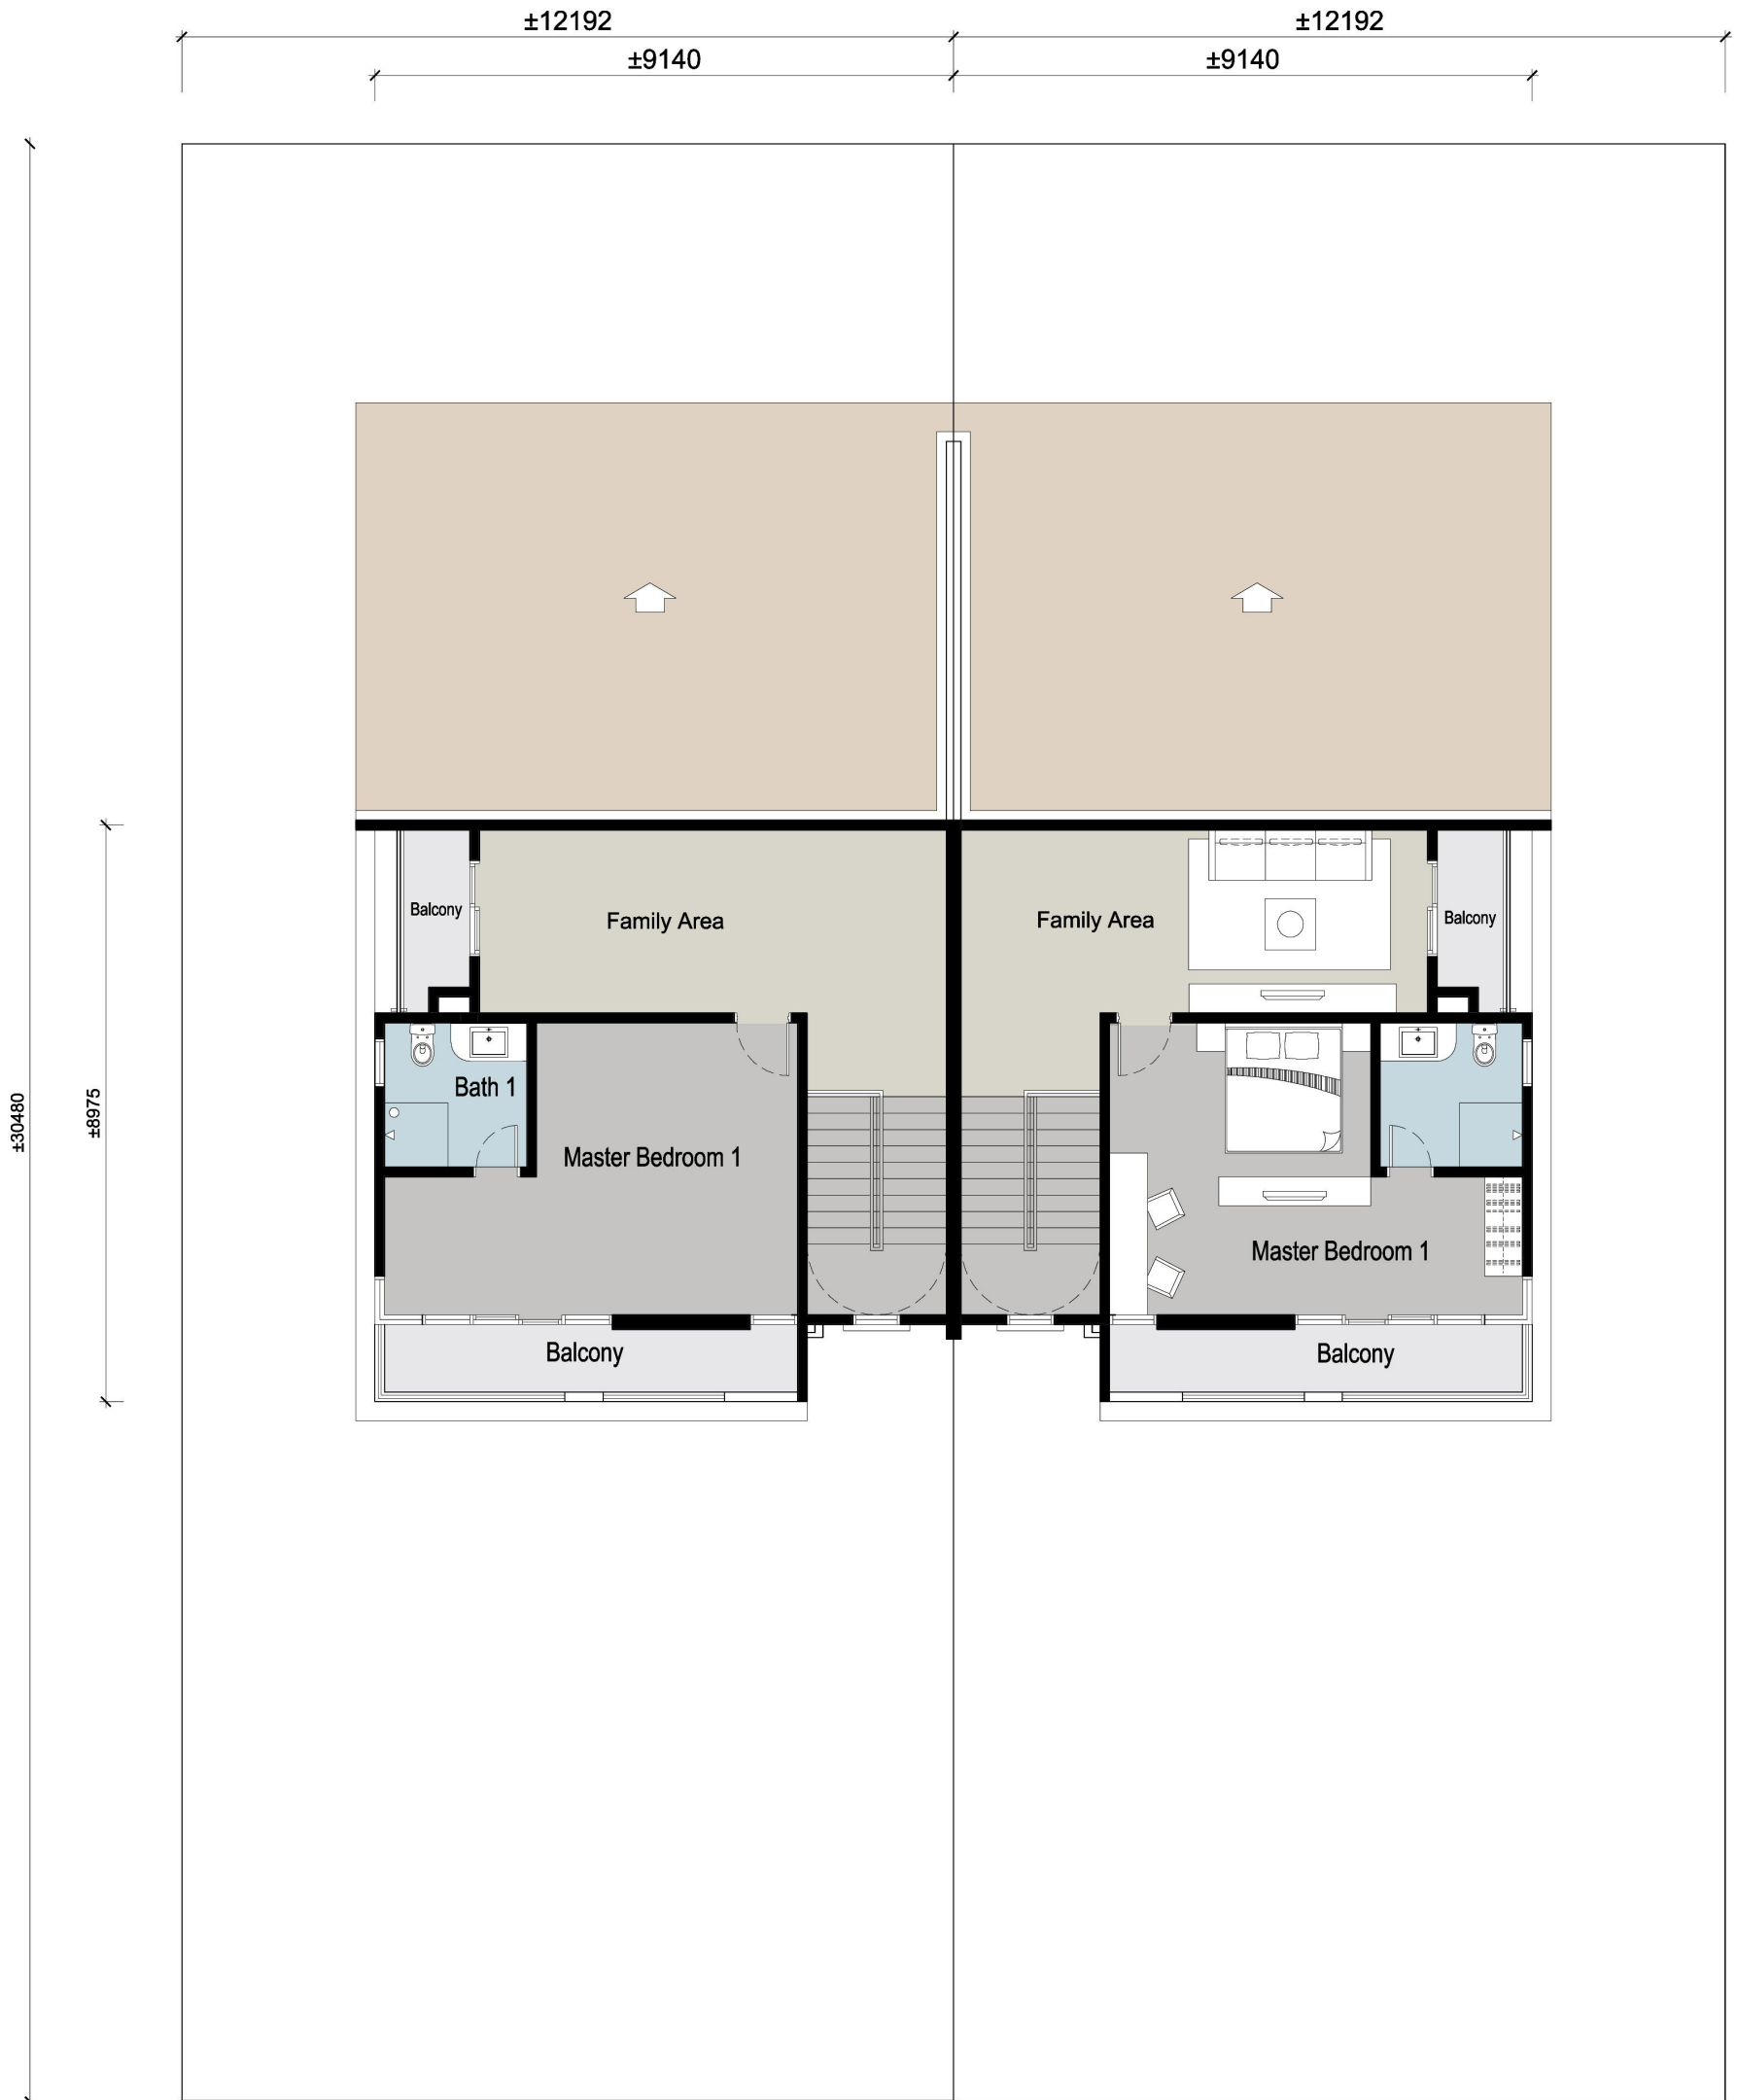 ±12192
±12192
±9140
±9140
±30480
±8975
Balcony
Family Area
Family Area
Balcony
Bath 1
Master Bedroom 1
Master Bedroom 1
Balcony
Balcony